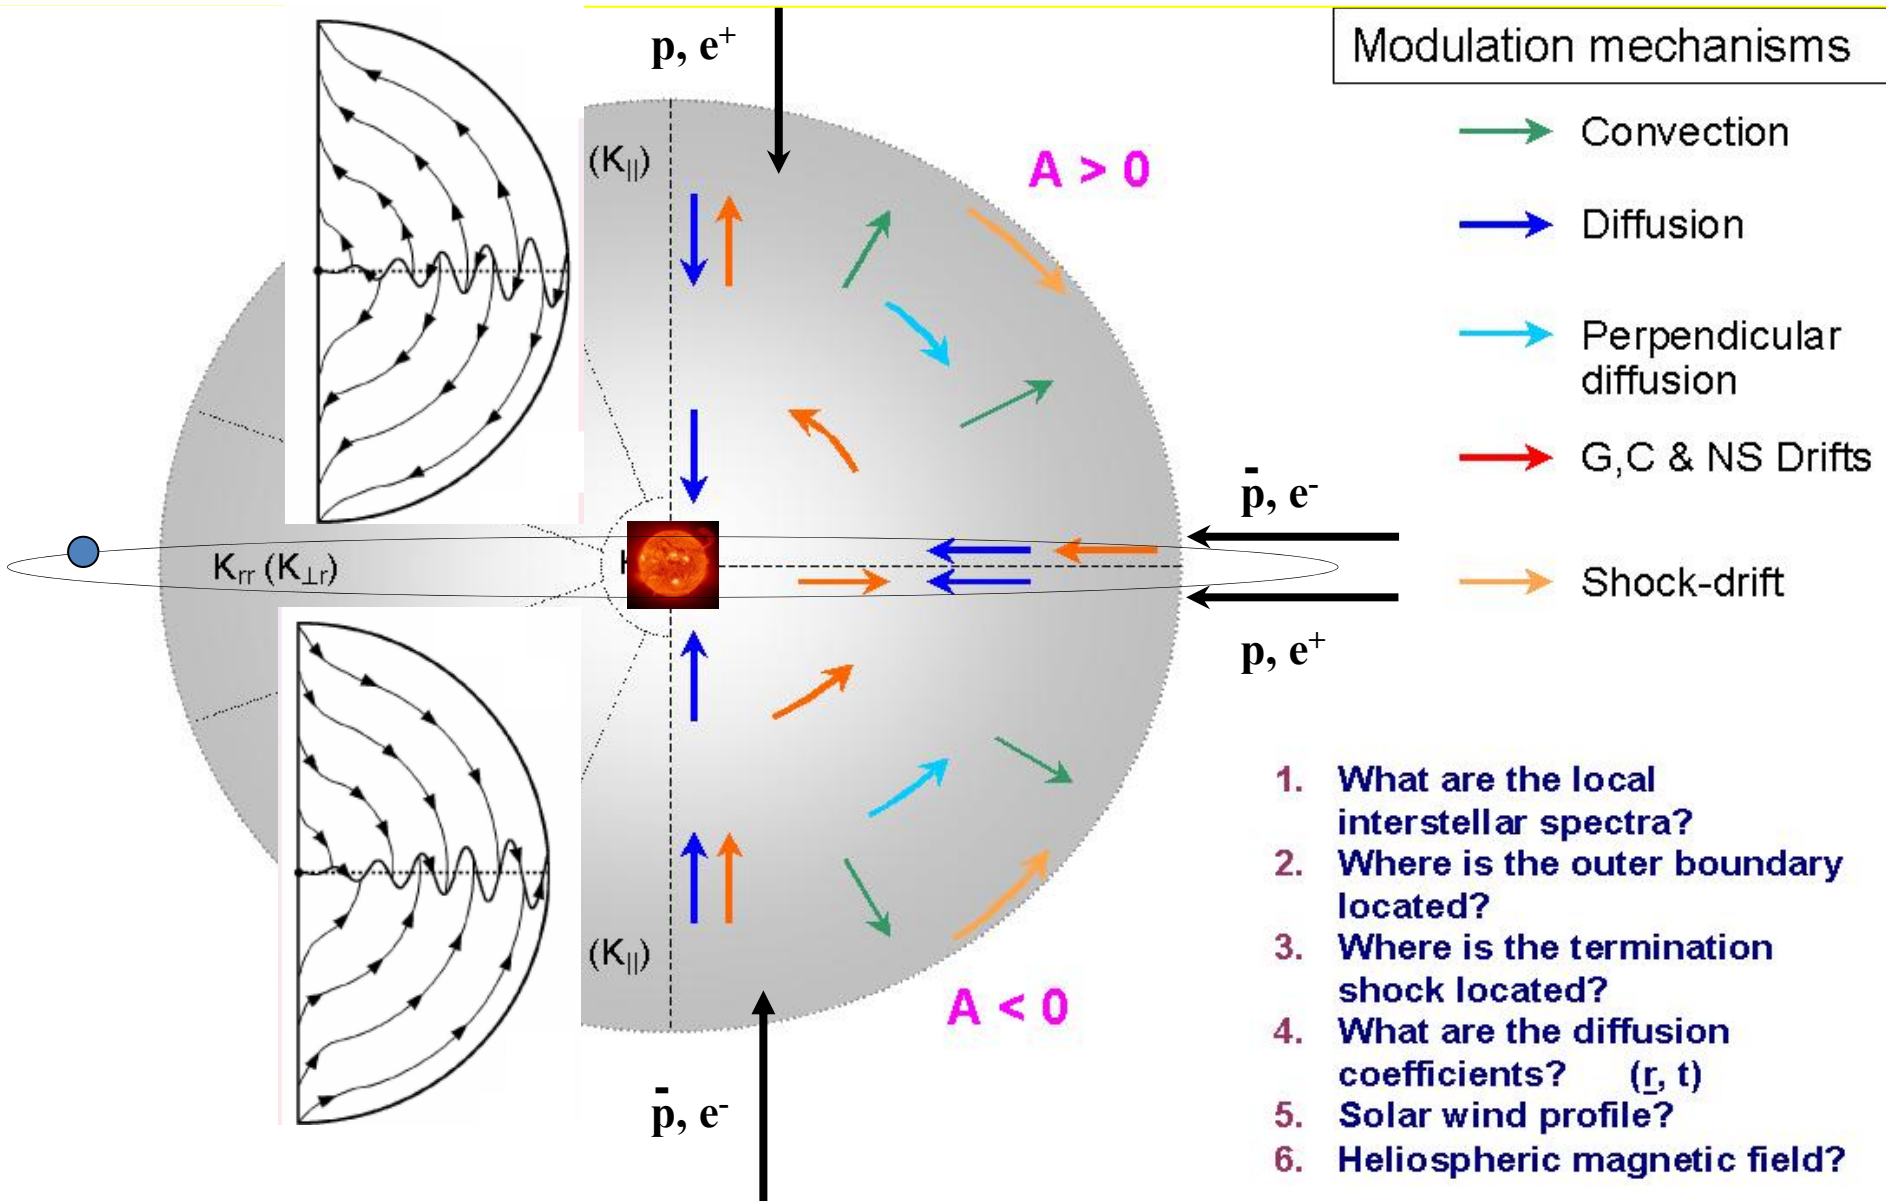 p, e⁺
Modulation mechanisms
Convection
(K||)
A > 0
Diffusion
Perpendicular
diffusion
G,C & NS Drifts
p̄, e⁻
Krr (K⊥r)
K
Shock-drift
p, e⁺
1. What are the local
interstellar spectra?
2. Where is the outer boundary
located?
3. Where is the termination
shock located?
4. What are the diffusion
coefficients? (r, t)
5. Solar wind profile?
6. Heliospheric magnetic field?
(K||)
A < 0
p̄, e⁻